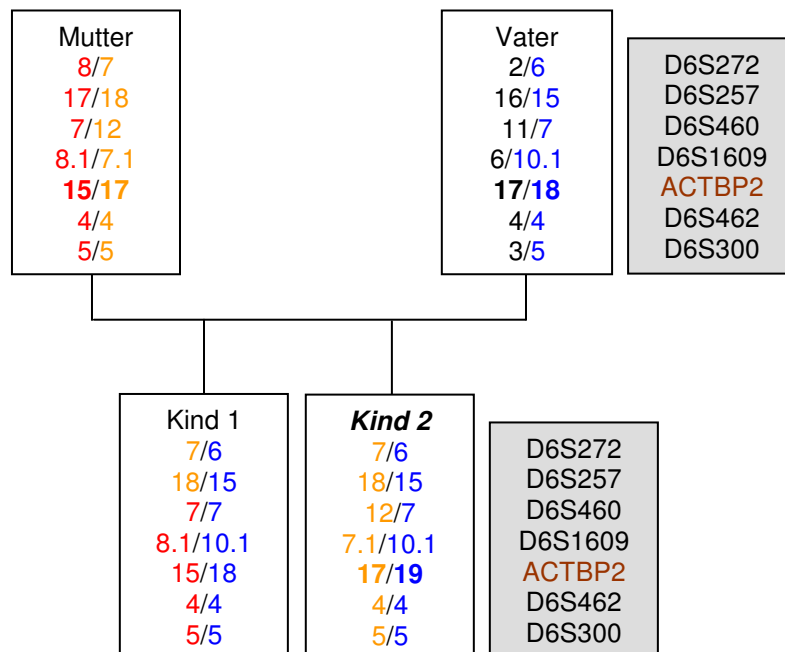 Mutter
8/7
17/18
7/12
8.1/7.1
15/17
4/4
5/5
Vater
2/6
16/15
11/7
6/10.1
17/18
4/4
3/5
D6S272
D6S257
D6S460
D6S1609
ACTBP2
D6S462
D6S300
Kind 1
7/6
18/15
7/7
8.1/10.1
15/18
4/4
5/5
Kind 2
7/6
18/15
12/7
7.1/10.1
17/19
4/4
5/5
D6S272
D6S257
D6S460
D6S1609
ACTBP2
D6S462
D6S300